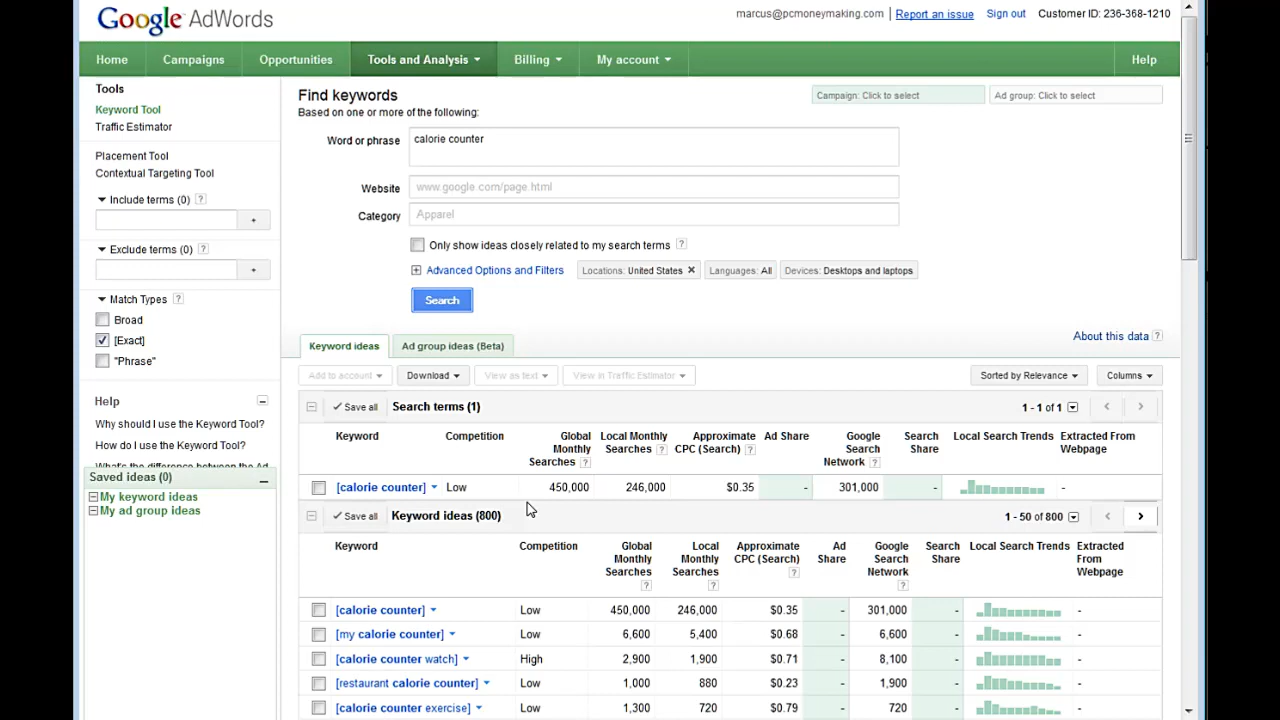 Google AdWords
marcus@pcmoneymaking.com | Report an issue Sign out Customer ID: 236-368-1210
Home Campaigns Opportunities Tools and Analysis Billing My account Help
Tools
Keyword Tool
Traffic Estimator
Placement Tool
Contextual Targeting Tool
Include terms (0) ?
+
Exclude terms (0) ?
+
Match Types ?
Broad
[Exact]
"Phrase"
Help
Why should I use the Keyword Tool?
How do I use the Keyword Tool?
What's the difference between the Ad
Saved ideas (0)
My keyword ideas
My ad group ideas
Find keywords
Based on one or more of the following:
Campaign: Click to select
Ad group: Click to select
Word or phrase calorie counter
Website www.google.com/page.html
Category Apparel
Only show ideas closely related to my search terms ?
Advanced Options and Filters Locations: United States × Languages: All Devices: Desktops and laptops
Search
About this data ?
Keyword ideas Ad group ideas (Beta)
Add to account Download View as text View in Traffic Estimator Sorted by Relevance Columns
Save all Search terms (1) 1 - 1 of 1
Keyword Competition Global Monthly Searches ? Local Monthly Searches ? Approximate CPC (Search) ? Ad Share Google Search Network ? Search Share Local Search Trends Extracted From Webpage
[calorie counter] Low 450,000 246,000 $0.35 - 301,000 - -
Save all Keyword ideas (800) 1 - 50 of 800
Keyword Competition Global Monthly Searches ? Local Monthly Searches ? Approximate CPC (Search) ? Ad Share Google Search Network ? Search Share Local Search Trends Extracted From Webpage
[calorie counter] Low 450,000 246,000 $0.35 - 301,000 - -
[my calorie counter] Low 6,600 5,400 $0.68 - 6,600 - -
[calorie counter watch] High 2,900 1,900 $0.71 - 8,100 - -
[restaurant calorie counter] Low 1,000 880 $0.23 - 1,900 - -
[calorie counter exercise] Low 1,300 720 $0.79 - 720 - -